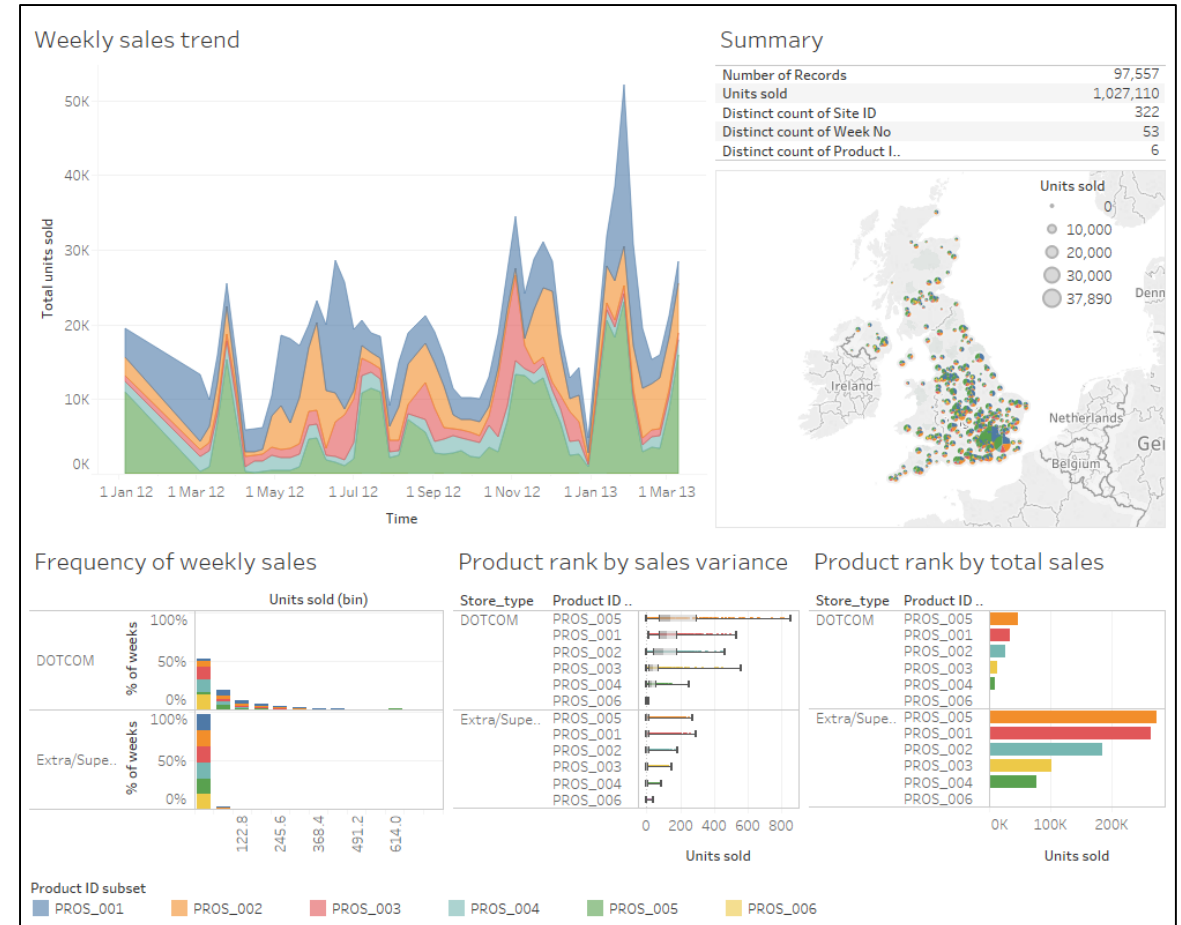 Weekly sales trend
50K
40K
30K
20K
10K
0K
Total units sold
1 Jan 12 1 Mar 12 1 May 12 1 Jul 12 1 Sep 12 1 Nov 12 1 Jan 13 1 Mar 13
Time
Summary
Number of Records 97,557
Units sold 1,027,110
Distinct count of Site ID 322
Distinct count of Week No 53
Distinct count of Product I.. 6
Units sold
0
10,000
20,000
30,000
37,890
Denn
Ireland
Netherlands
Ger
Belgium
Frequency of weekly sales
Units sold (bin)
DOTCOM
% of weeks
100%
50%
0%
Extra/Supe..
% of weeks
100%
50%
0%
122.8 245.6 368.4 491.2 614.0
Product rank by sales variance
Store_type Product ID ..
DOTCOM PROS_005
PROS_001
PROS_002
PROS_003
PROS_004
PROS_006
Extra/Supe.. PROS_005
PROS_001
PROS_002
PROS_003
PROS_004
PROS_006
0 200 400 600 800
Units sold
Product rank by total sales
Store_type Product ID ..
DOTCOM PROS_005
PROS_001
PROS_002
PROS_003
PROS_004
PROS_006
Extra/Supe.. PROS_005
PROS_001
PROS_002
PROS_003
PROS_004
PROS_006
0K 100K 200K
Units sold
Product ID subset
PROS_001 PROS_002 PROS_003 PROS_004 PROS_005 PROS_006